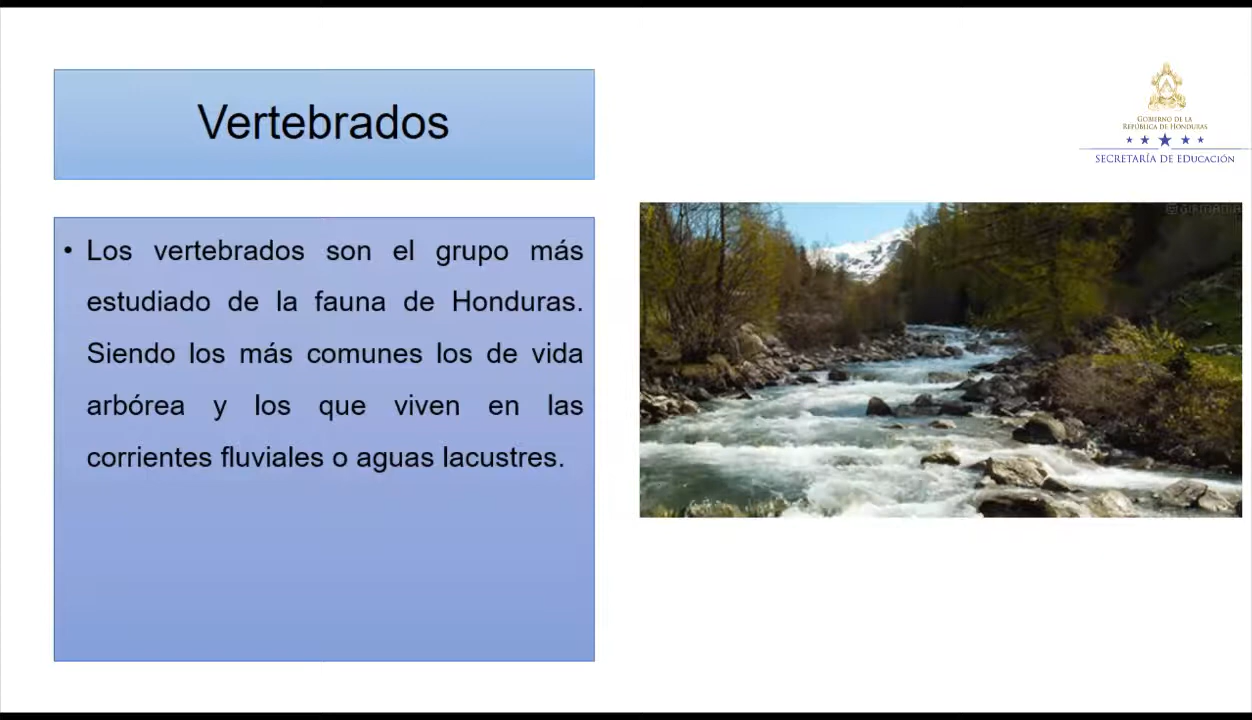 Vertebrados
GOBIERNO DE LA
REPÚBLICA DE HONDURAS
SECRETARÍA DE EDUCACIÓN
• Los vertebrados son el grupo más
estudiado de la fauna de Honduras.
Siendo los más comunes los de vida
arbórea y los que viven en las
corrientes fluviales o aguas lacustres.